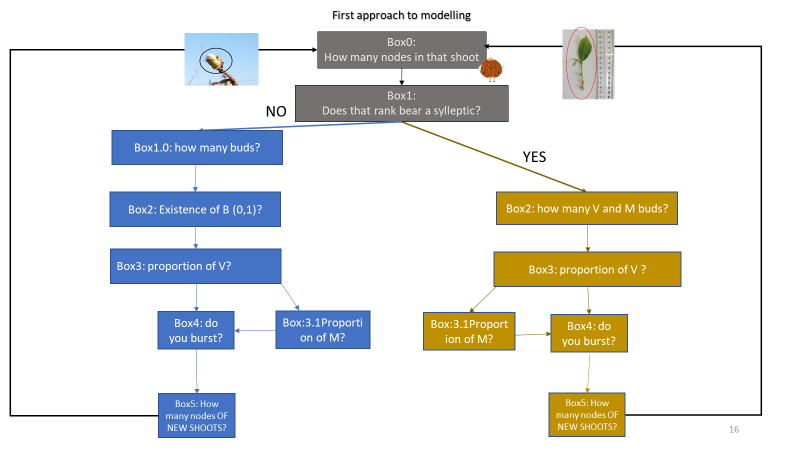 First approach to modelling
Box0:
How many nodes in that shoot
Box1:
Does that rank bear a sylleptic?
NO
YES
Box1.0: how many buds?
Box2: Existence of B (0,1)?
Box3: proportion of V?
Box4: do
you burst?
Box:3.1Proporti
on of M?
Box5: How
many nodes OF
NEW SHOOTS?
Box2: how many V and M buds?
Box3: proportion of V ?
Box:3.1Proport
ion of M?
Box4: do
you burst?
Box5: How
many nodes OF
NEW SHOOTS?
16